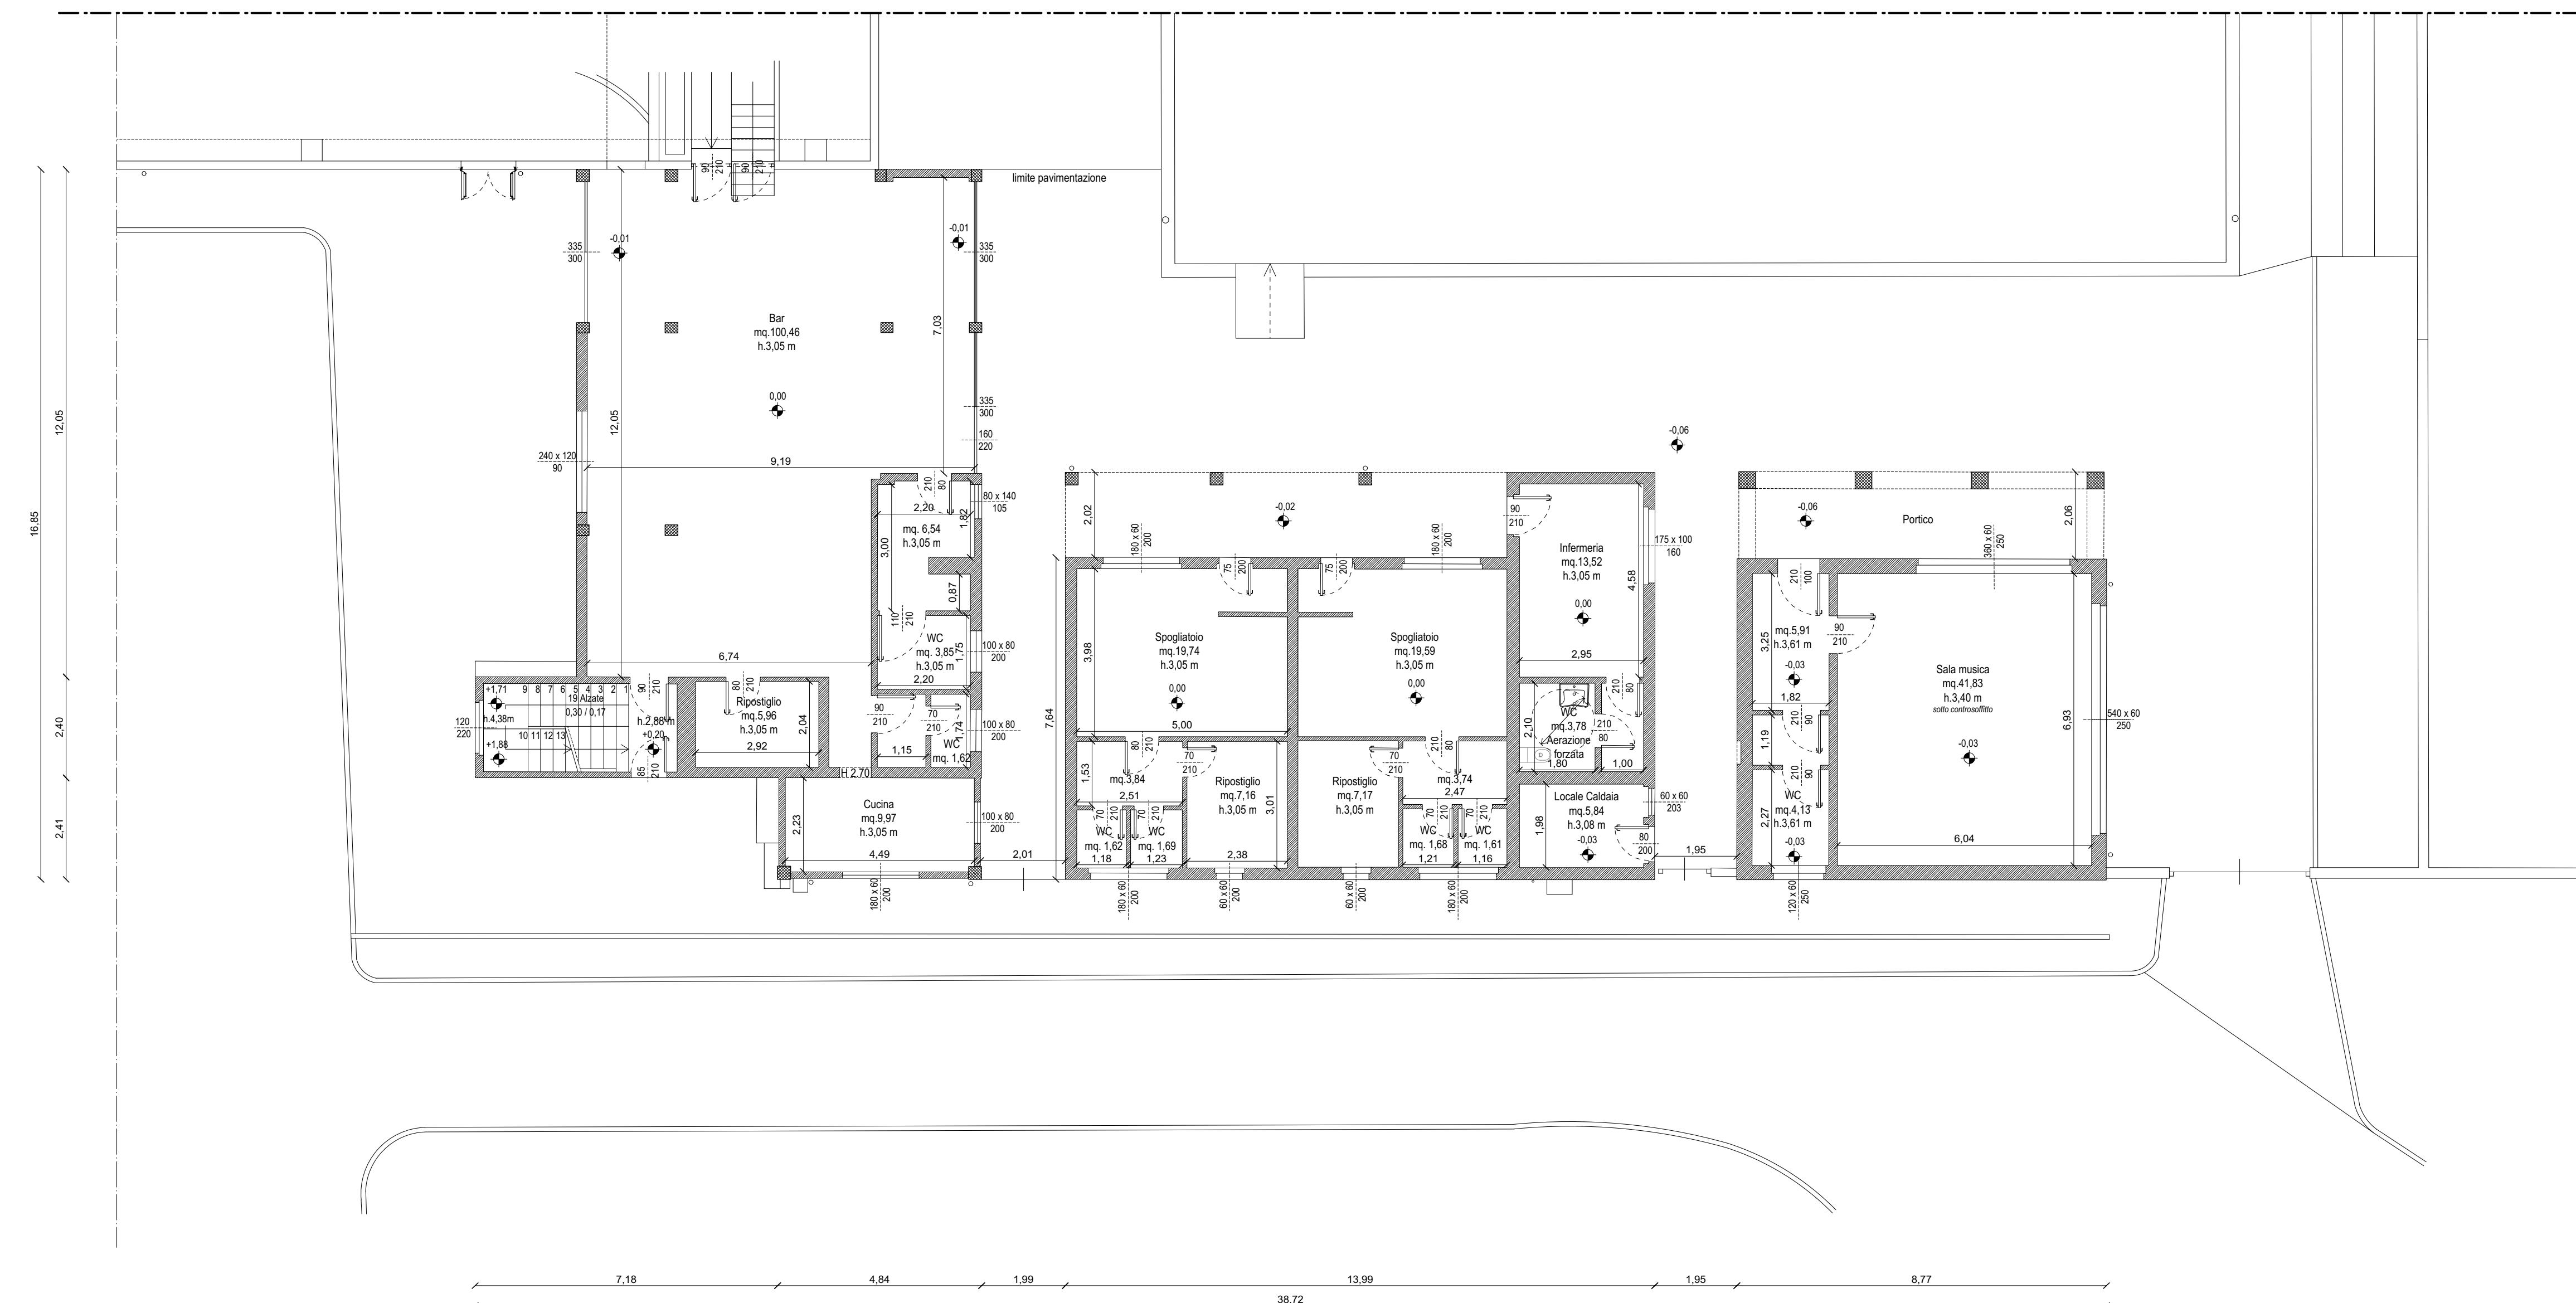 90
210
90
210
limite pavimentazione
-0,01
335
300
-0,01
335
300
Bar
mq.100,46
h.3,05 m
7,03
0,00
335
300
160
220
12,05
240 x 120
90
9,19
16,85
12,05
2,40
2,41
210
80
80 x 140
105
2,20
1,82
mq. 6,54
h.3,05 m
3,00
0,87
110
210
WC
mq. 3,85
h.3,05 m
1,75
100 x 80
200
2,20
6,74
+1,71
9 8 7 6 5 4 3 2 1
19 Alzate
0,30 / 0,17
h.4,38m
+1,88
10 11 12 13
120
220
90
210
h.2,88 m
+0,20
85
210
80
210
Ripostiglio
mq.5,96
h.3,05 m
2,04
2,92
90
210
70
210
1,74
100 x 80
200
1,15
WC
mq. 1,62
H 2.70
Cucina
mq.9,97
h.3,05 m
2,23
4,49
100 x 80
200
180 x 60
200
2,01
7,64
2,02
180 x 60
200
-0,02
75
200
75
200
180 x 60
200
3,98
Spogliatoio
mq.19,74
h.3,05 m
0,00
5,00
Spogliatoio
mq.19,59
h.3,05 m
0,00
90
210
Infermeria
mq.13,52
h.3,05 m
0,00
4,58
175 x 100
160
2,95
-0,06
210
80
WC
mq.3,78
Aerazione
forzata
2,10
210
80
1,80
1,00
80
210
70
210
1,53
mq.3,84
2,51
70
210
70
210
WC
mq. 1,62
WC
mq. 1,69
1,18
1,23
Ripostiglio
mq.7,16
h.3,05 m
3,01
2,38
Ripostiglio
mq.7,17
h.3,05 m
70
210
210
80
mq.3,74
2,47
70
210
70
210
WC
mq. 1,68
WC
mq. 1,61
1,21
1,16
Locale Caldaia
mq.5,84
h.3,08 m
-0,03
1,98
60 x 60
203
80
200
180 x 60
200
60 x 60
200
60 x 60
200
180 x 60
200
1,95
-0,06
Portico
2,06
360 x 60
250
210
100
mq.5,91
h.3,61 m
3,25
-0,03
1,82
90
210
Sala musica
mq.41,83
h.3,40 m
sotto controsoffitto
-0,03
6,93
540 x 60
250
210
90
1,19
210
90
WC
mq.4,13
h.3,61 m
2,27
-0,03
6,04
120 x 60
250
7,18
4,84
1,99
13,99
1,95
8,77
38,72